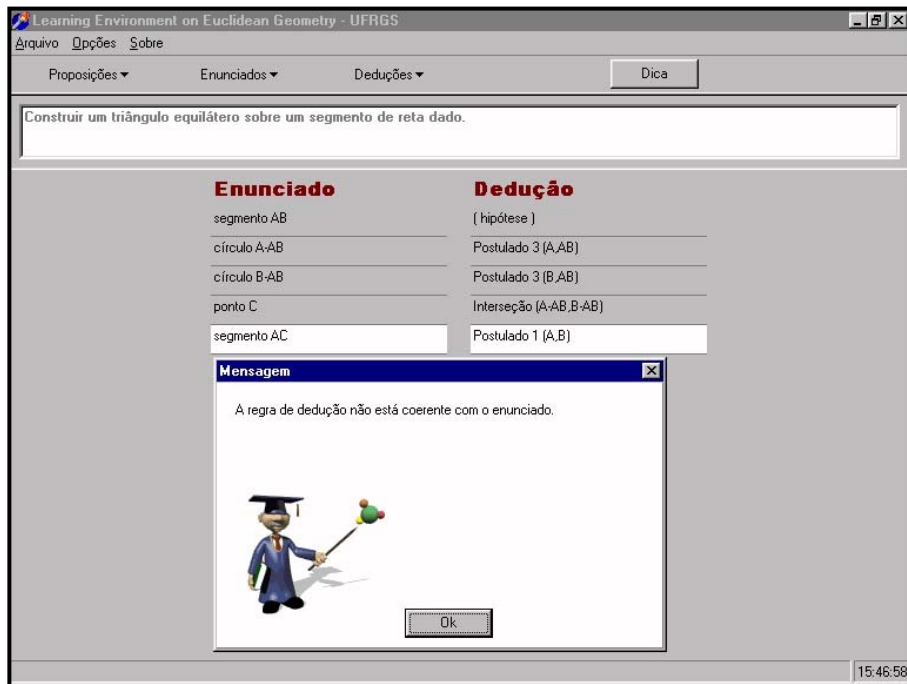 Learning Environment on Euclidean Geometry - UFRGS
Arquivo Opções Sobre
Proposições Enunciados Deduções Dica
Construir um triângulo equilátero sobre um segmento de reta dado.
Enunciado Dedução
segmento AB ( hipótese )
círculo A-AB Postulado 3 (A,AB)
círculo B-AB Postulado 3 (B,AB)
ponto C Interseção (A-AB,B-AB)
segmento AC Postulado 1 (A,B)
Mensagem
A regra de dedução não está coerente com o enunciado.
Ok
15:46:58